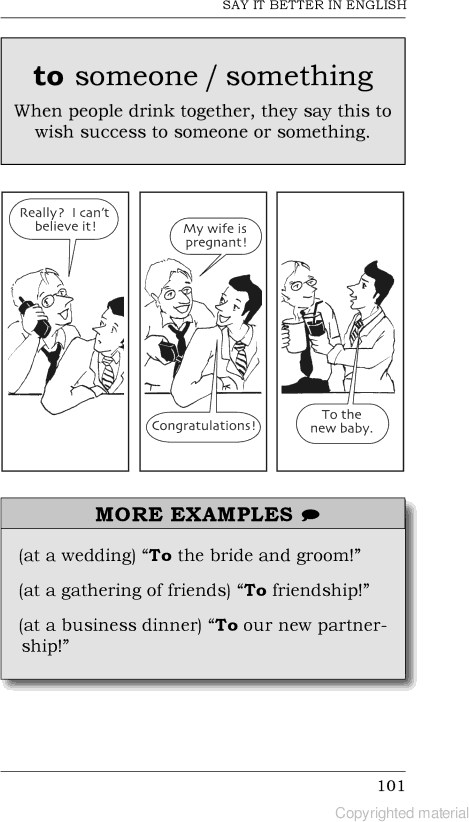 SAY IT BETTER IN ENGLISH
to someone / something
When people drink together, they say this to
wish success to someone or something.
Really? I can't
believe it!
My wife is
pregnant!
Congratulations!
To the
new baby.
MORE EXAMPLES
(at a wedding) “To the bride and groom!”
(at a gathering of friends) “To friendship!”
(at a business dinner) “To our new partner-
ship!”
101
Copyrighted material